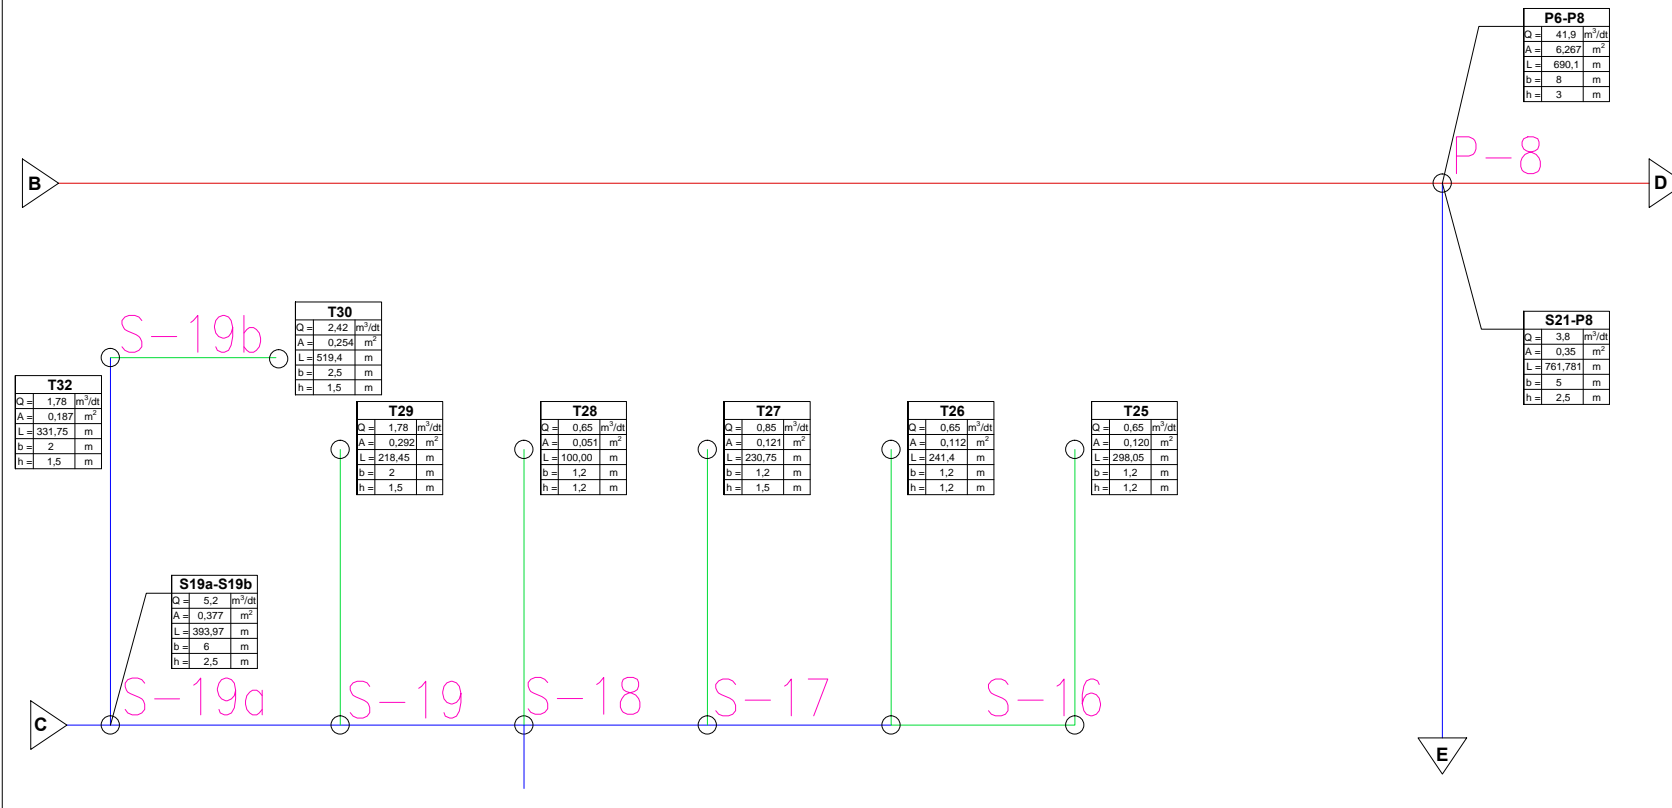 P6-P8
Q = 41,9 m³/dt
A = 6,267 m²
L = 690,1 m
b = 8 m
h = 3 m
P-8
B
D
T30
Q = 2,42 m³/dt
A = 0,254 m²
L = 519,4 m
b = 2,5 m
h = 1,5 m
S-19b
S21-P8
Q = 3,8 m³/dt
A = 0,35 m²
L = 761,781 m
b = 5 m
h = 2,5 m
T32
Q = 1,78 m³/dt
A = 0,187 m²
L = 331,75 m
b = 2 m
h = 1,5 m
T29
Q = 1,78 m³/dt
A = 0,292 m²
L = 218,45 m
b = 2 m
h = 1,5 m
T28
Q = 0,65 m³/dt
A = 0,051 m²
L = 100,00 m
b = 1,2 m
h = 1,2 m
T27
Q = 0,85 m³/dt
A = 0,121 m²
L = 230,75 m
b = 1,2 m
h = 1,5 m
T26
Q = 0,65 m³/dt
A = 0,112 m²
L = 241,4 m
b = 1,2 m
h = 1,2 m
T25
Q = 0,65 m³/dt
A = 0,120 m²
L = 298,05 m
b = 1,2 m
h = 1,2 m
S19a-S19b
Q = 5,2 m³/dt
A = 0,377 m²
L = 393,97 m
b = 6 m
h = 2,5 m
S-19a
S-19
S-18
S-17
S-16
C
E